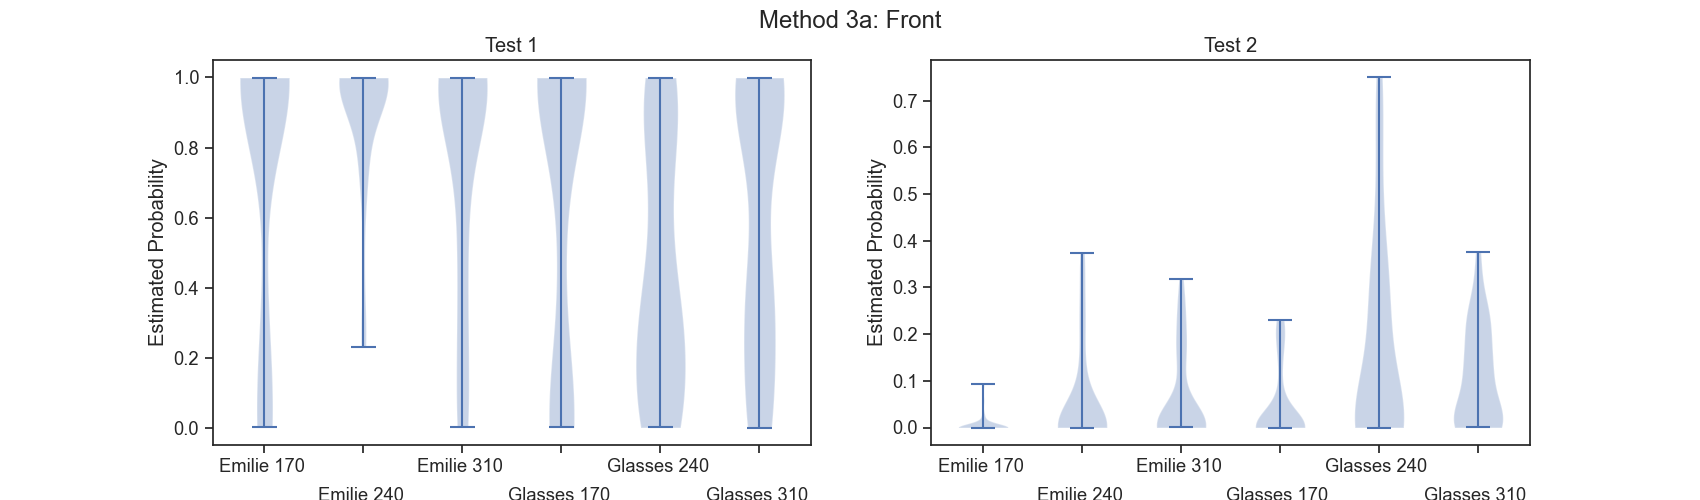 Method 3a: Front
Test 1
Estimated Probability
1.0
0.8
0.6
0.4
0.2
0.0
Emilie 170
Emilie 240
Emilie 310
Glasses 170
Glasses 240
Glasses 310
Test 2
Estimated Probability
0.7
0.6
0.5
0.4
0.3
0.2
0.1
0.0
Emilie 170
Emilie 240
Emilie 310
Glasses 170
Glasses 240
Glasses 310